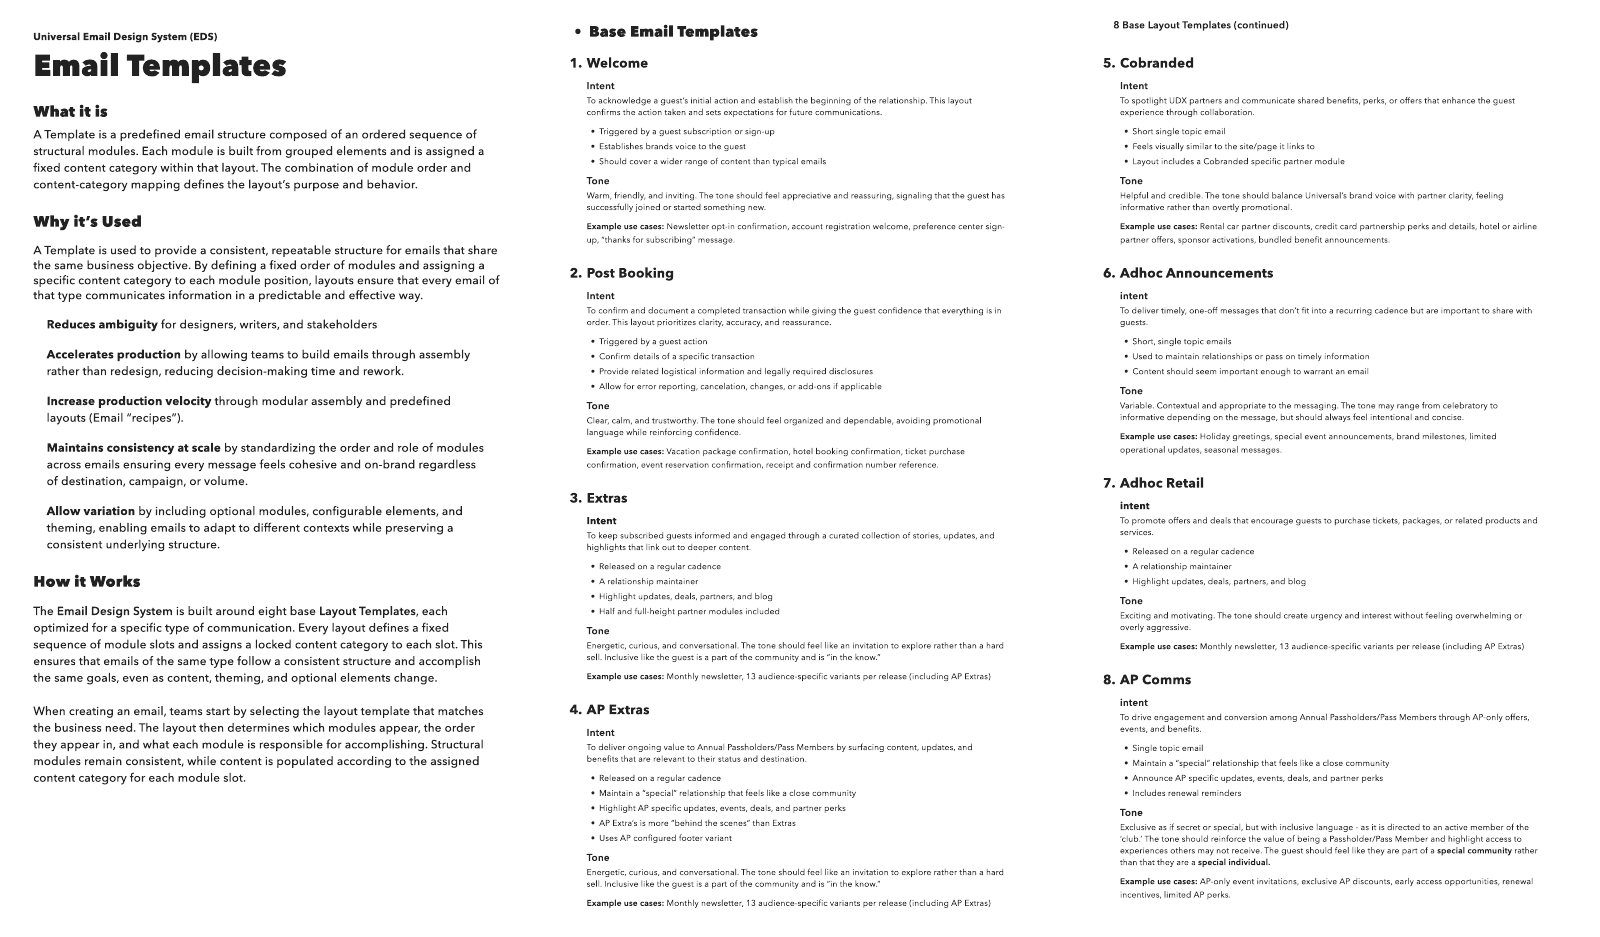 Universal Email Design System (EDS)
Email Templates
What it is
A Template is a predefined email structure composed of an ordered sequence of
structural modules. Each module is built from grouped elements and is assigned a
fixed content category within that layout. The combination of module order and
content-category mapping defines the layout's purpose and behavior.
Why it's Used
A Template is used to provide a consistent, repeatable structure for emails that share
the same business objective. By defining a fixed order of modules and assigning a
specific content category to each module position, layouts ensure that every email of
that type communicates information in a predictable and effective way.
Reduces ambiguity for designers, writers, and stakeholders
Accelerates production by allowing teams to build emails through assembly
rather than redesign, reducing decision-making time and rework.
Increase production velocity through modular assembly and predefined
layouts (Email "recipes").
Maintains consistency at scale by standardizing the order and role of modules
across emails ensuring every message feels cohesive and on-brand regardless
of destination, campaign, or volume.
Allow variation by including optional modules, configurable elements, and
theming, enabling emails to adapt to different contexts while preserving a
consistent underlying structure.
How it Works
The Email Design System is built around eight base Layout Templates, each
optimized for a specific type of communication. Every layout defines a fixed
sequence of module slots and assigns a locked content category to each slot. This
ensures that emails of the same type follow a consistent structure and accomplish
the same goals, even as content, theming, and optional elements change.
When creating an email, teams start by selecting the layout template that matches
the business need. The layout then determines which modules appear, the order
they appear in, and what each module is responsible for accomplishing. Structural
modules remain consistent, while content is populated according to the assigned
content category for each module slot.
• Base Email Templates
1. Welcome
Intent
To acknowledge a guest's initial action and establish the beginning of the relationship. This layout
confirms the action taken and sets expectations for future communications.
• Triggered by a guest subscription or sign-up
• Establishes brands voice to the guest
• Should cover a wider range of content than typical emails
Tone
Warm, friendly, and inviting. The tone should feel appreciative and reassuring, signaling that the guest has
successfully joined or started something new.
Example use cases: Newsletter opt-in confirmation, account registration welcome, preference center sign-
up, "thanks for subscribing" message.
2. Post Booking
Intent
To confirm and document a completed transaction while giving the guest confidence that everything is in
order. This layout prioritizes clarity, accuracy, and reassurance.
• Triggered by a guest action
• Confirm details of a specific transaction
• Provide related logistical information and legally required disclosures
• Allow for error reporting, cancelation, changes, or add-ons if applicable
Tone
Clear, calm, and trustworthy. The tone should feel organized and dependable, avoiding promotional
language while reinforcing confidence.
Example use cases: Vacation package confirmation, hotel booking confirmation, ticket purchase
confirmation, event reservation confirmation, receipt and confirmation number reference.
3. Extras
Intent
To keep subscribed guests informed and engaged through a curated collection of stories, updates, and
highlights that link out to deeper content.
• Released on a regular cadence
• A relationship maintainer
• Highlight updates, deals, partners, and blog
• Half and full-height partner modules included
Tone
Energetic, curious, and conversational. The tone should feel like an invitation to explore rather than a hard
sell. Inclusive like the guest is a part of the community and is "in the know."
Example use cases: Monthly newsletter, 13 audience-specific variants per release (including AP Extras)
4. AP Extras
Intent
To deliver ongoing value to Annual Passholders/Pass Members by surfacing content, updates, and
benefits that are relevant to their status and destination.
• Released on a regular cadence
• Maintain a "special" relationship that feels like a close community
• Highlight AP specific updates, events, deals, and partner perks
• AP Extra's is more "behind the scenes" than Extras
• Uses AP configured footer variant
Tone
Energetic, curious, and conversational. The tone should feel like an invitation to explore rather than a hard
sell. Inclusive like the guest is a part of the community and is "in the know."
Example use cases: Monthly newsletter, 13 audience-specific variants per release (including AP Extras)
8 Base Layout Templates (continued)
5. Cobranded
Intent
To spotlight UDX partners and communicate shared benefits, perks, or offers that enhance the guest
experience through collaboration.
• Short single topic email
• Feels visually similar to the site/page it links to
• Layout includes a Cobranded specific partner module
Tone
Helpful and credible. The tone should balance Universal's brand voice with partner clarity, feeling
informative rather than overtly promotional.
Example use cases: Rental car partner discounts, credit card partnership perks and details, hotel or airline
partner offers, sponsor activations, bundled benefit announcements.
6. Adhoc Announcements
intent
To deliver timely, one-off messages that don't fit into a recurring cadence but are important to share with
guests.
• Short, single topic emails
• Used to maintain relationships or pass on timely information
• Content should seem important enough to warrant an email
Tone
Variable. Contextual and appropriate to the messaging. The tone may range from celebratory to
informative depending on the message, but should always feel intentional and concise.
Example use cases: Holiday greetings, special event announcements, brand milestones, limited
operational updates, seasonal messages.
7. Adhoc Retail
intent
To promote offers and deals that encourage guests to purchase tickets, packages, or related products and
services.
• Released on a regular cadence
• A relationship maintainer
• Highlight updates, deals, partners, and blog
Tone
Exciting and motivating. The tone should create urgency and interest without feeling overwhelming or
overly aggressive.
Example use cases: Monthly newsletter, 13 audience-specific variants per release (including AP Extras)
8. AP Comms
intent
To drive engagement and conversion among Annual Passholders/Pass Members through AP-only offers,
events, and benefits.
• Single topic email
• Maintain a "special" relationship that feels like a close community
• Announce AP specific updates, events, deals, and partner perks
• Includes renewal reminders
Tone
Exclusive as if secret or special, but with inclusive language - as it is directed to an active member of the
'club.' The tone should reinforce the value of being a Passholder/Pass Member and highlight access to
experiences others may not receive. The guest should feel like they are part of a special community rather
than that they are a special individual.
Example use cases: AP-only event invitations, exclusive AP discounts, early access opportunities, renewal
incentives, limited AP perks.